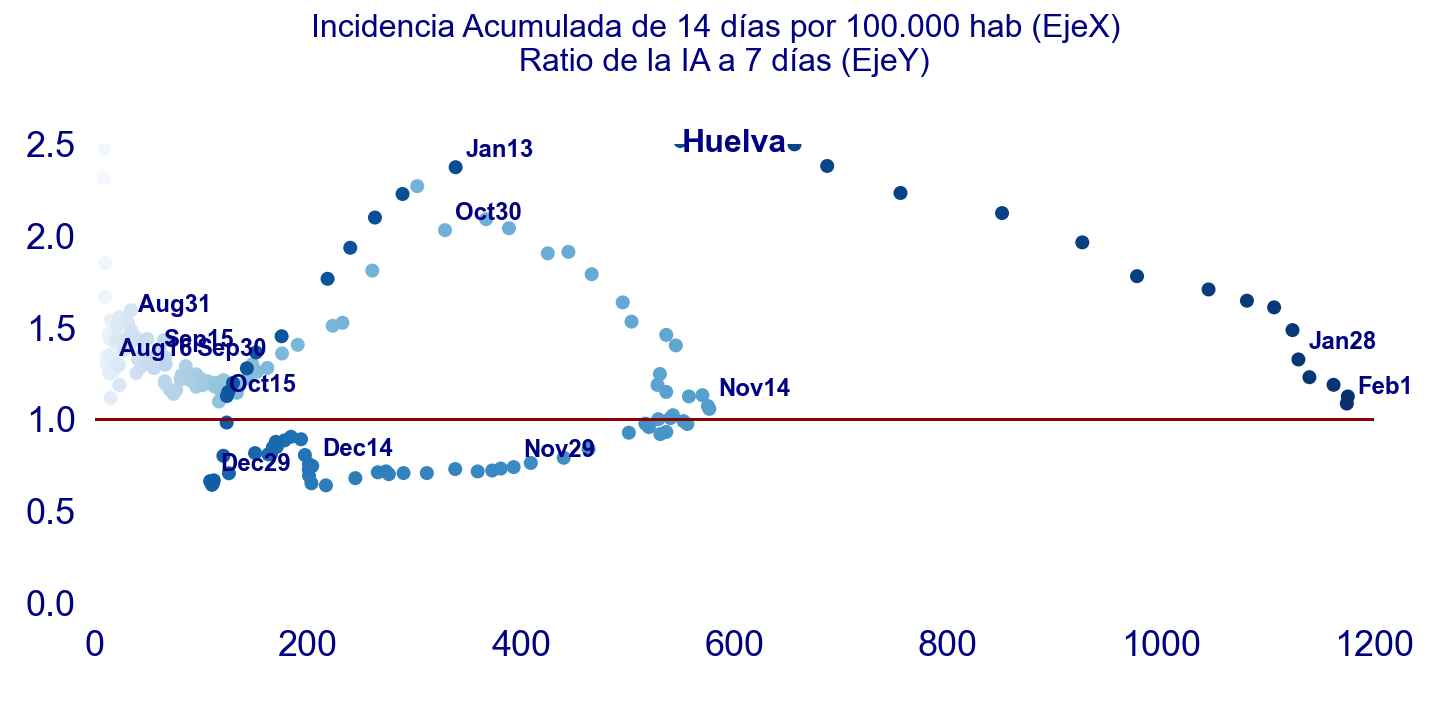 Incidencia Acumulada de 14 días por 100.000 hab (EjeX)
Ratio de la IA a 7 días (EjeY)
2.5
Huelva
Jan13
Oct30
2.0
Aug31
1.5
Sep15
Aug16
Sep30
Jan28
Oct15
Nov14
Feb1
1.0
Dec14
Nov29
Dec29
0.5
0.0
0 200 400 600 800 1000 1200